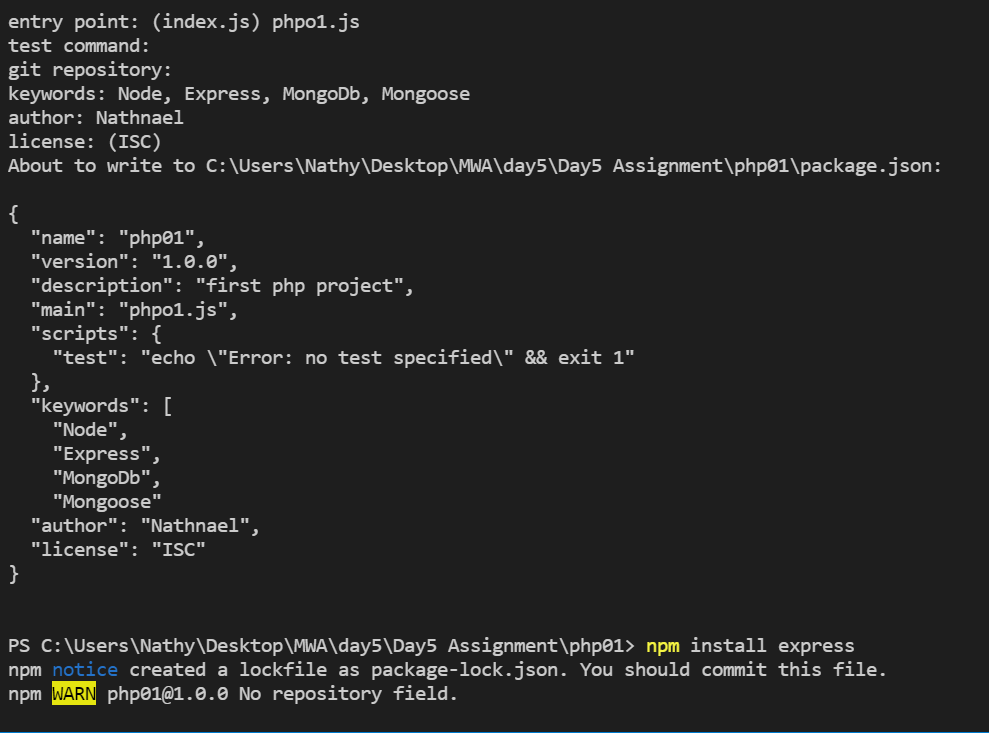 entry point: (index.js) phpo1.js
test command:
git repository:
keywords: Node, Express, MongoDb, Mongoose
author: Nathnael
license: (ISC)
About to write to C:\Users\Nathy\Desktop\MWA\day5\Day5 Assignment\php01\package.json:
{
  "name": "php01",
  "version": "1.0.0",
  "description": "first php project",
  "main": "phpo1.js",
  "scripts": {
    "test": "echo \"Error: no test specified\" && exit 1"
  },
  "keywords": [
    "Node",
    "Express",
    "MongoDb",
    "Mongoose"
  "author": "Nathnael",
  "license": "ISC"
}
PS C:\Users\Nathy\Desktop\MWA\day5\Day5 Assignment\php01> npm install express
npm notice created a lockfile as package-lock.json. You should commit this file.
npm WARN php01@1.0.0 No repository field.